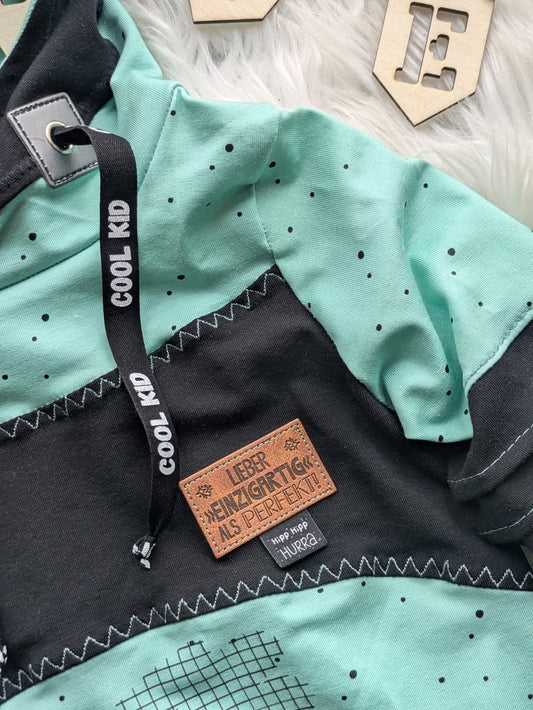 E
COOL KID
COOL KID
LIEBER
»EINZIGARTIG«
ALS PERFEKT!
HIPP HIPP
HURRA